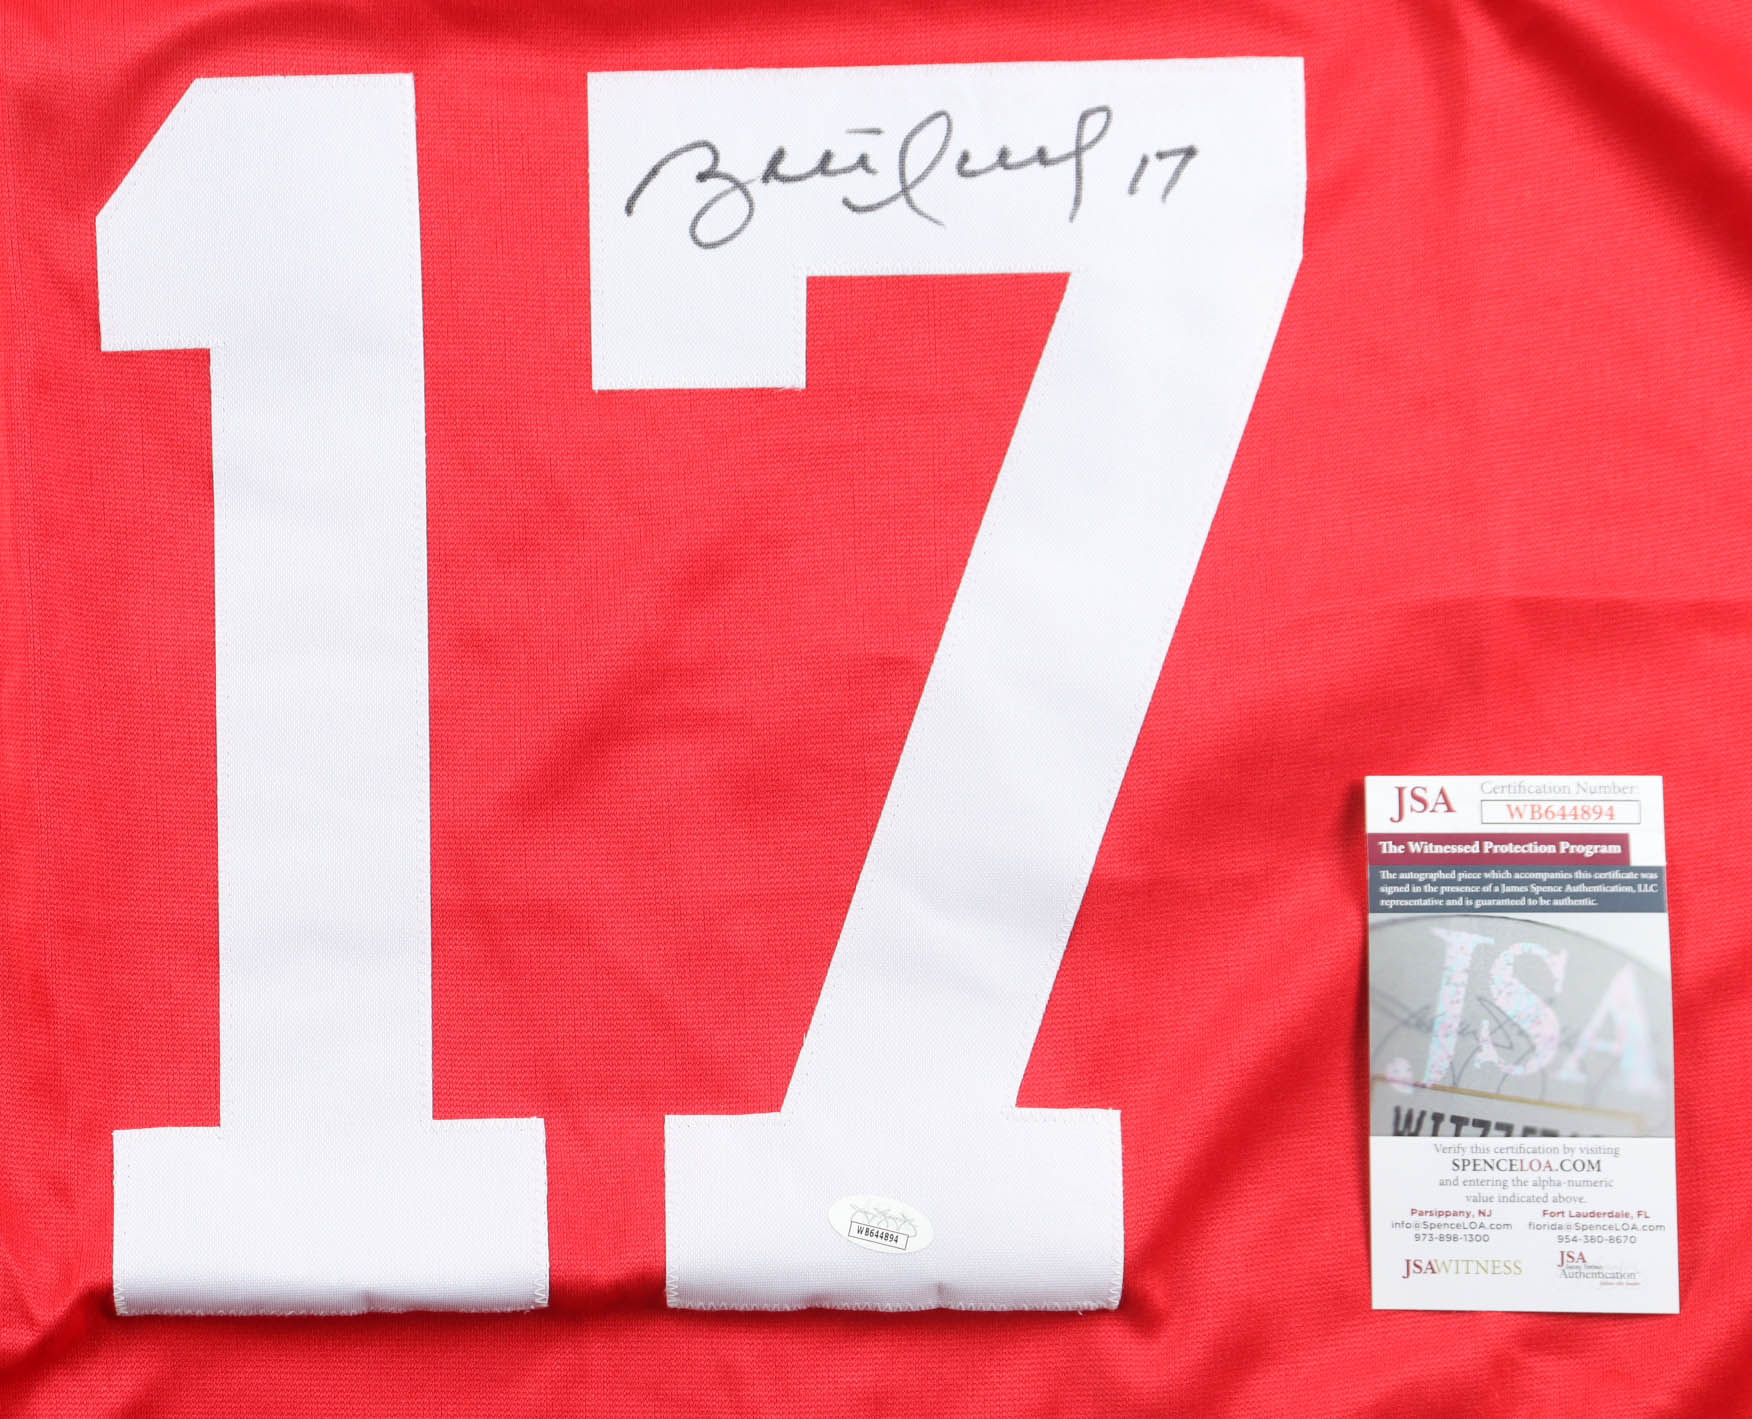 17
17
JSA
Certification Number:
WB644894
The Witnessed Protection Program
The autographed piece which accompanies this certificate was
signed in the presence of a James Spence Authentication, LLC
representative and is guaranteed to be authentic.
JSA
Verify this certification by visiting
SPENCELOA.COM
and entering the alpha-numeric
value indicated above.
Parsippany, NJ
info@SpenceLOA.com
973-898-1300
Fort Lauderdale, FL
florida@SpenceLOA.com
954-380-8670
JSAWITNESS
JSA
Authentication
WB644894